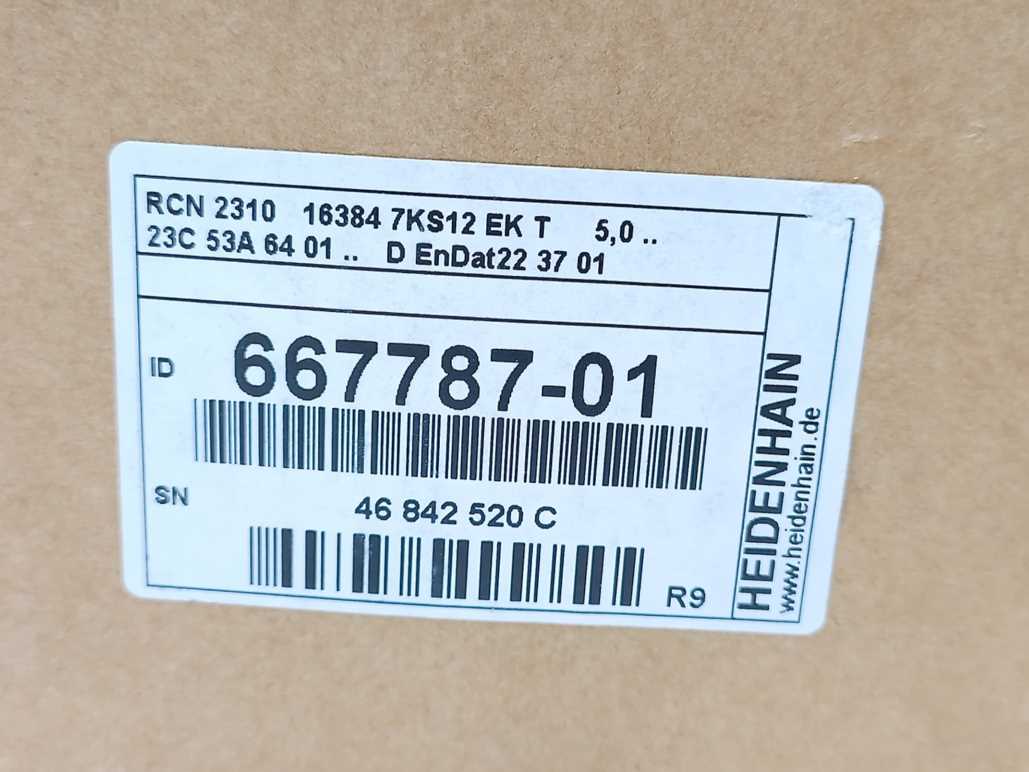 RCN 2310 16384 7KS12 EK T 5,0 ..
23C 53A 64 01 .. D EnDat22 37 01
ID 667787-01
SN 46 842 520 C
R9
HEIDENHAIN
www.heidenhain.de